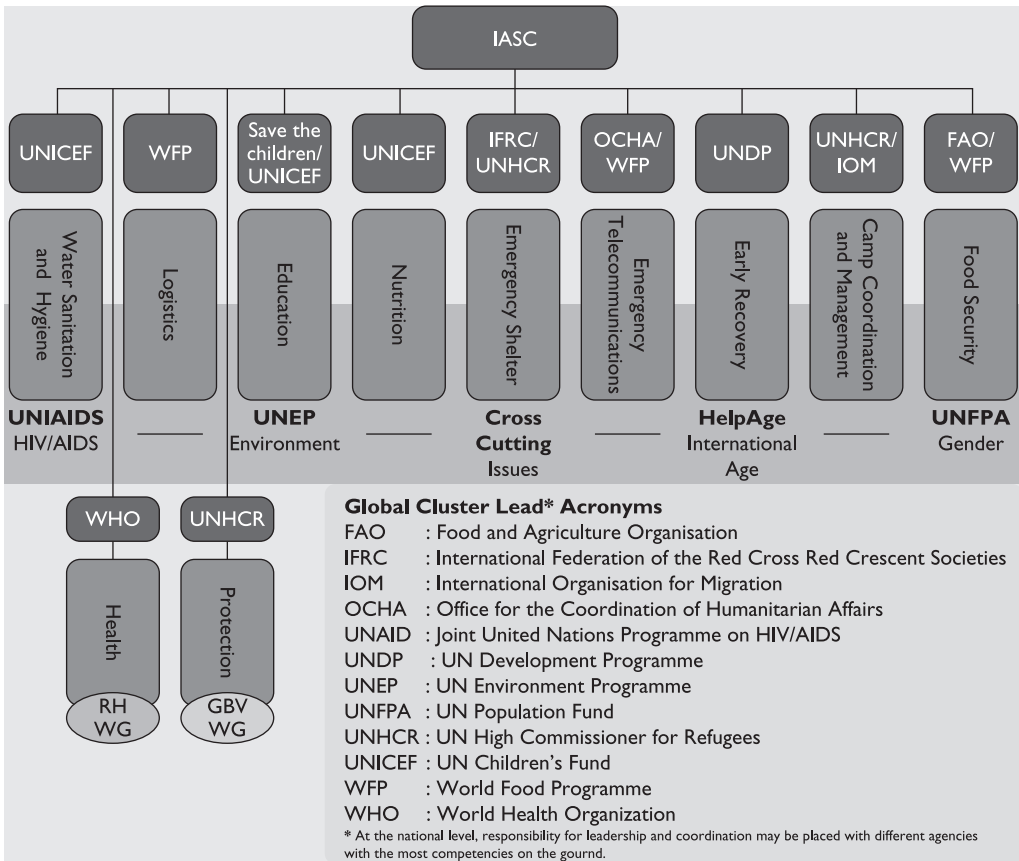 IASC
UNICEF
WFP
Save the
children/
UNICEF
UNICEF
IFRC/
UNHCR
OCHA/
WFP
UNDP
UNHCR/
IOM
FAO/
WFP
Water Sanitation
and Hygiene
Logistics
Education
Nutrition
Emergency Shelter
Emergency
Telecommunications
Early Recovery
Camp Coordination
and Management
Food Security
UNIAIDS
HIV/AIDS
UNEP
Environment
Cross
Cutting
Issues
HelpAge
International
Age
UNFPA
Gender
WHO
UNHCR
Health
Protection
RH
WG
GBV
WG
Global Cluster Lead* Acronyms
FAO : Food and Agriculture Organisation
IFRC : International Federation of the Red Cross Red Crescent Societies
IOM : International Organisation for Migration
OCHA : Office for the Coordination of Humanitarian Affairs
UNAID : Joint United Nations Programme on HIV/AIDS
UNDP : UN Development Programme
UNEP : UN Environment Programme
UNFPA : UN Population Fund
UNHCR : UN High Commissioner for Refugees
UNICEF : UN Children's Fund
WFP : World Food Programme
WHO : World Health Organization
* At the national level, responsibility for leadership and coordination may be placed with different agencies
with the most competencies on the gournd.